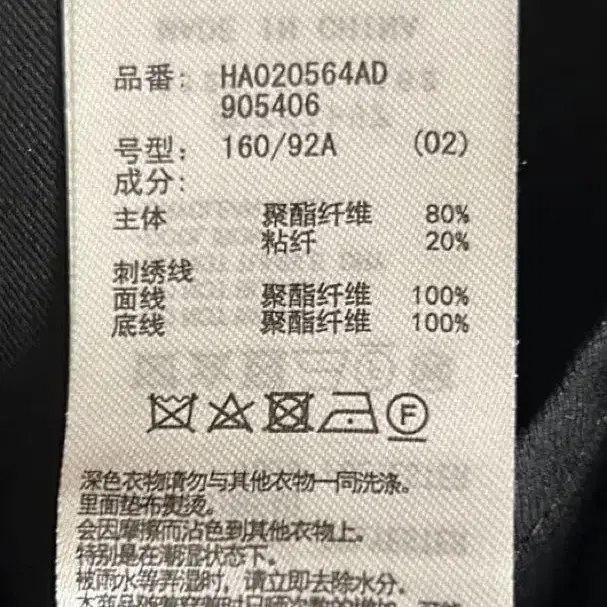 MADE IN CHINA
品番: HA020564AD
905406
号型: 160/92A (02)
成分:
主体 聚酯纤维 80%
粘纤 20%
刺绣线
面线 聚酯纤维 100%
底线 聚酯纤维 100%
F
深色衣物请勿与其他衣物一同洗涤。
里面垫布熨烫。
会因摩擦而沾色到其他衣物上。
特别是在潮湿状态下。
被雨水等弄湿时，请立即去除水分。